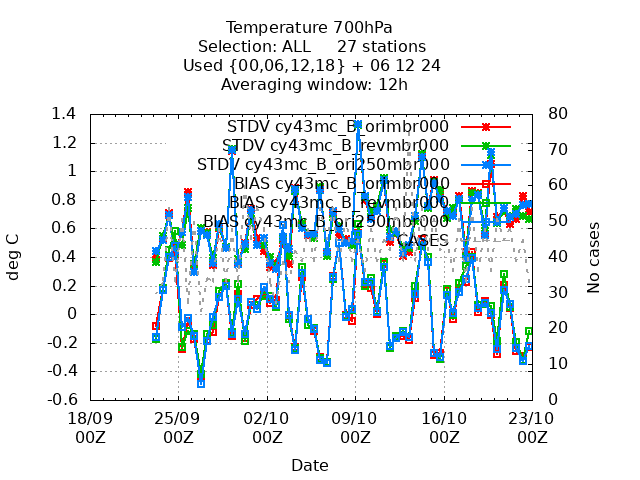 Temperature 700hPa
Selection: ALL 27 stations
Used {00,06,12,18} + 06 12 24
Averaging window: 12h
STDV cy43mc_B_orimbr000
STDV cy43mc_B_revmbr000
STDV cy43mc_B_ori250mbr000
BIAS cy43mc_B_orimbr000
BIAS cy43mc_B_revmbr000
BIAS cy43mc_B_ori250mbr000
CASES
deg C
1.4
1.2
1
0.8
0.6
0.4
0.2
0
-0.2
-0.4
-0.6
No cases
80
70
60
50
40
30
20
10
0
18/09 25/09 02/10 09/10 16/10 23/10
00Z 00Z 00Z 00Z 00Z 00Z
Date